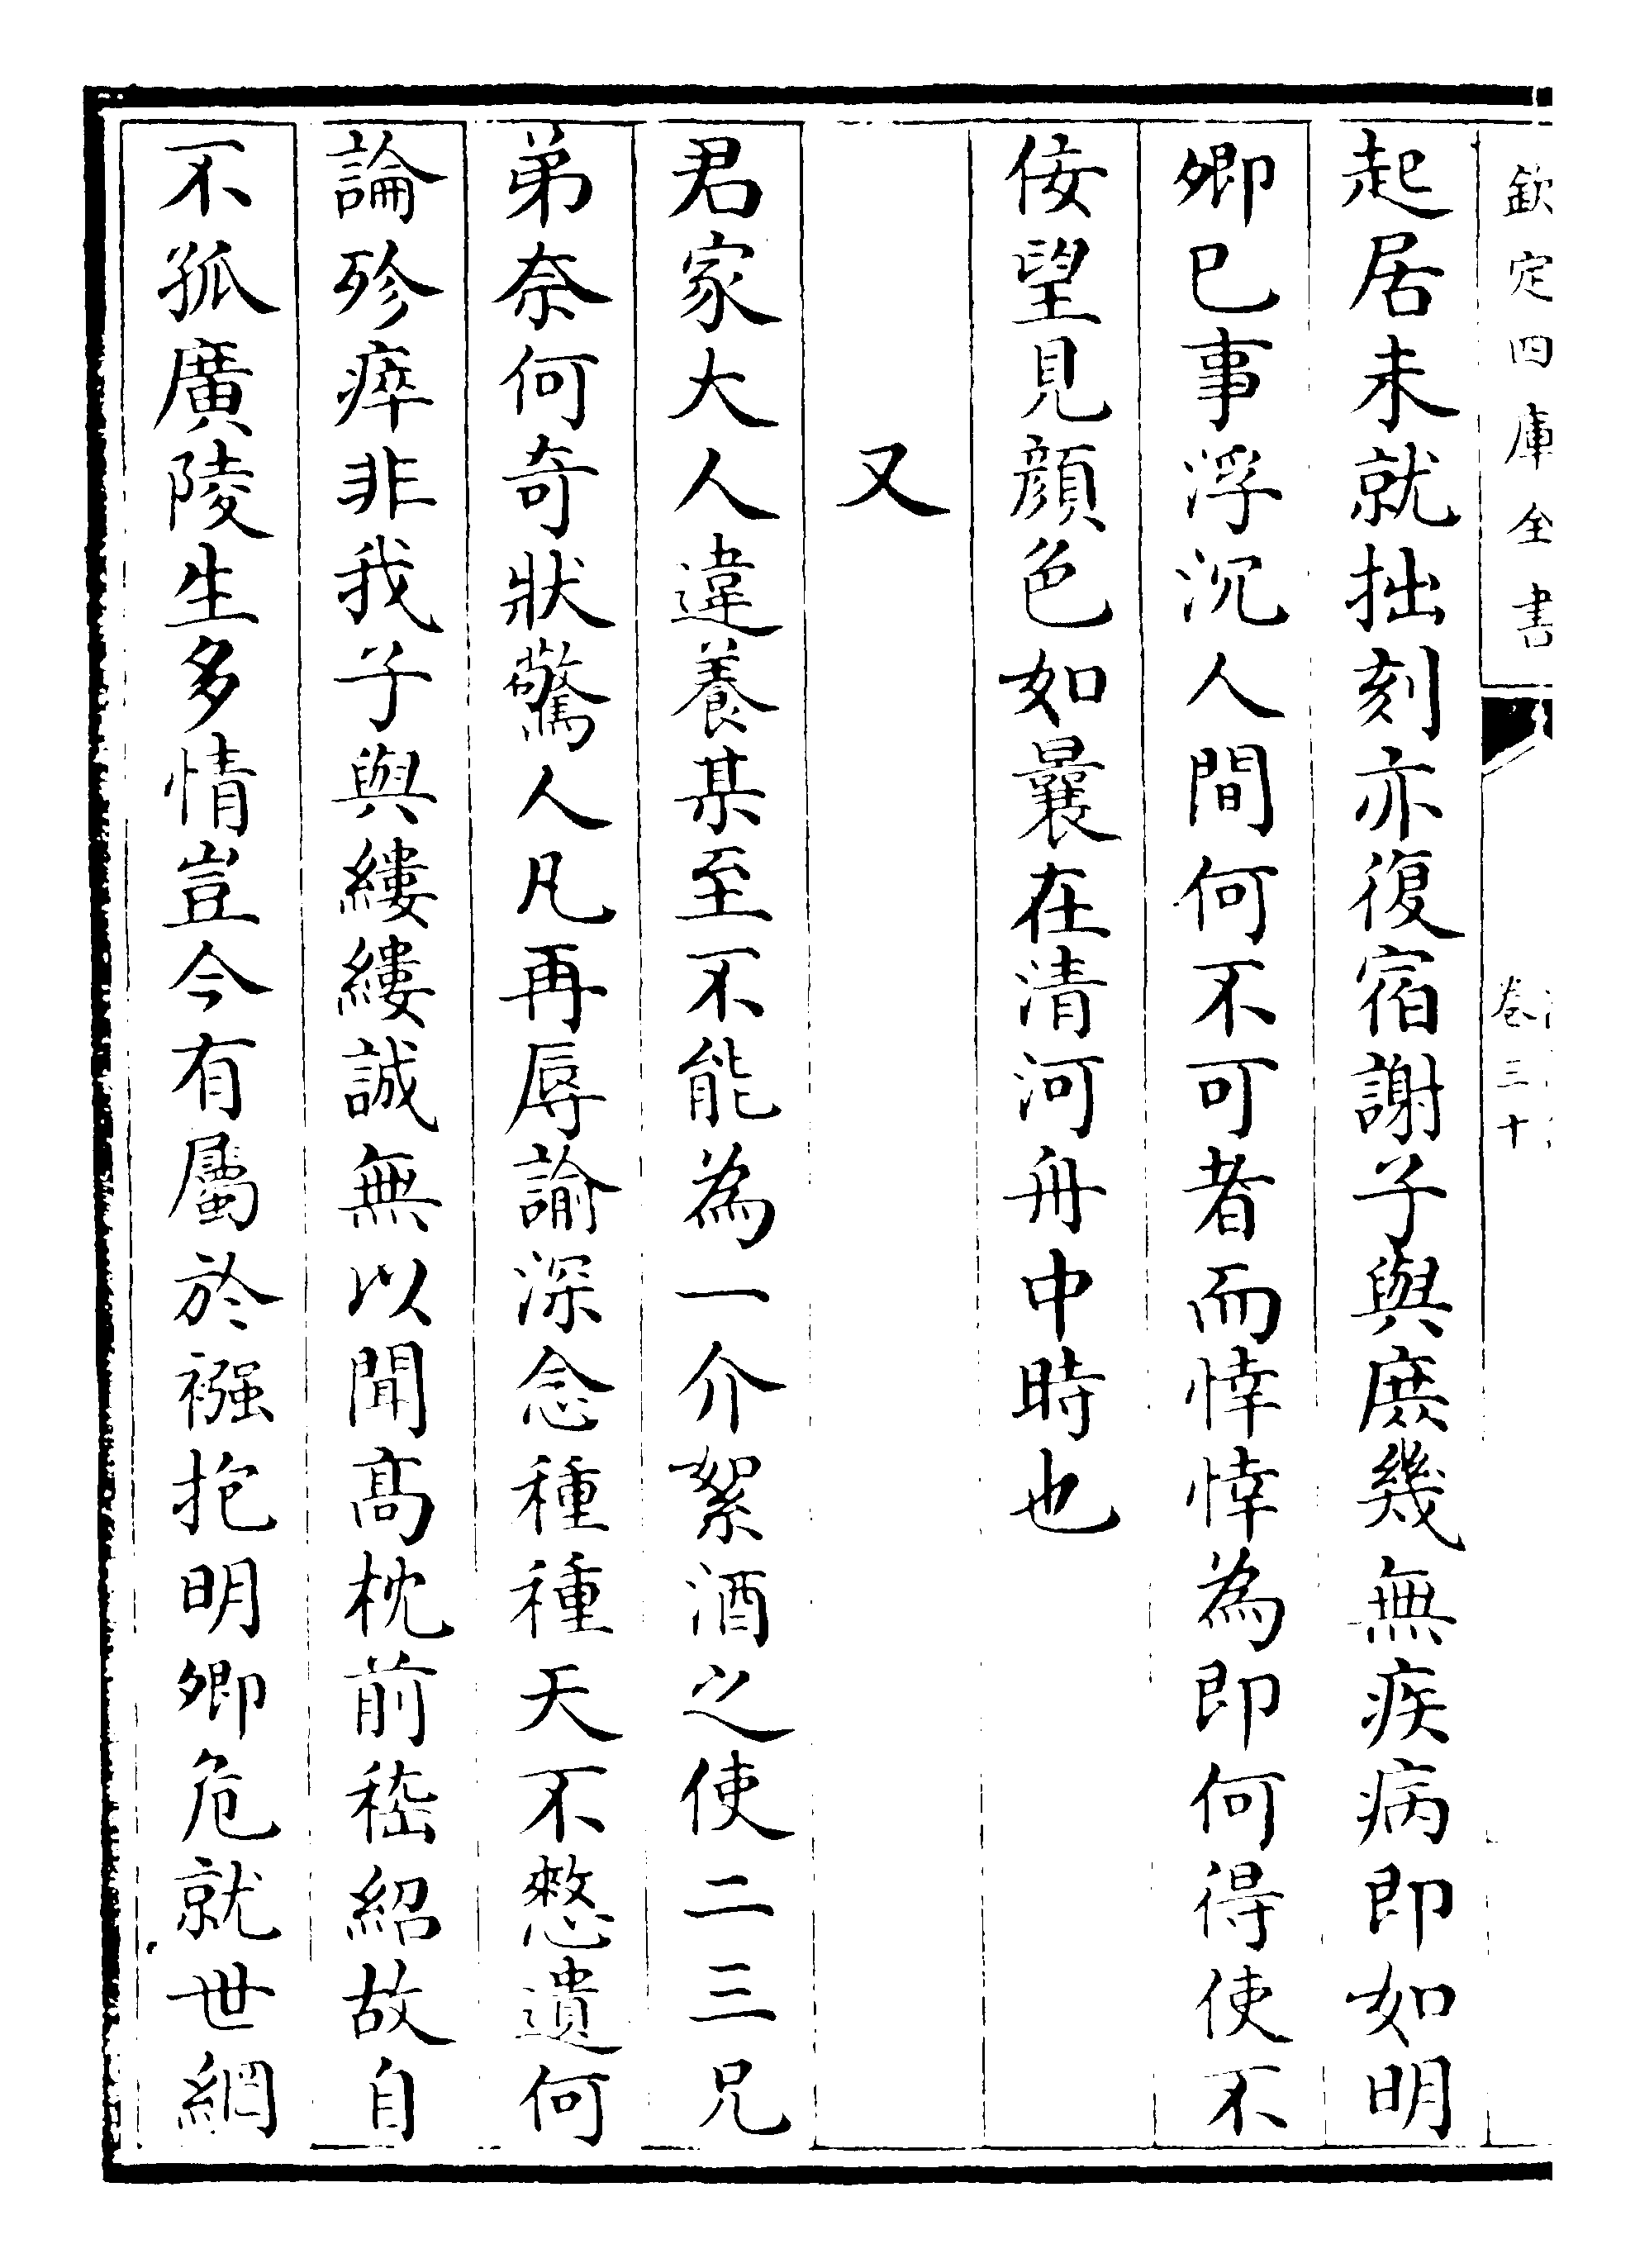 欽定四庫全書
卷三十
起居未就拙刻亦復宿謝子與庶幾無疾病即如明
卿已事浮沉人間何不可者而悻悻為即何得使不
佞望見顔色如曩在清河舟中時也
又
君家大人違養某至不能為一介絮酒之使二三兄
弟奈何奇狀驚人凡再辱諭深念種種天不憖遺何
論殄瘁非我子與縷縷誠無以聞髙枕前嵇紹故自
不孤廣陵生多情豈今有屬於襁抱明卿危就世網